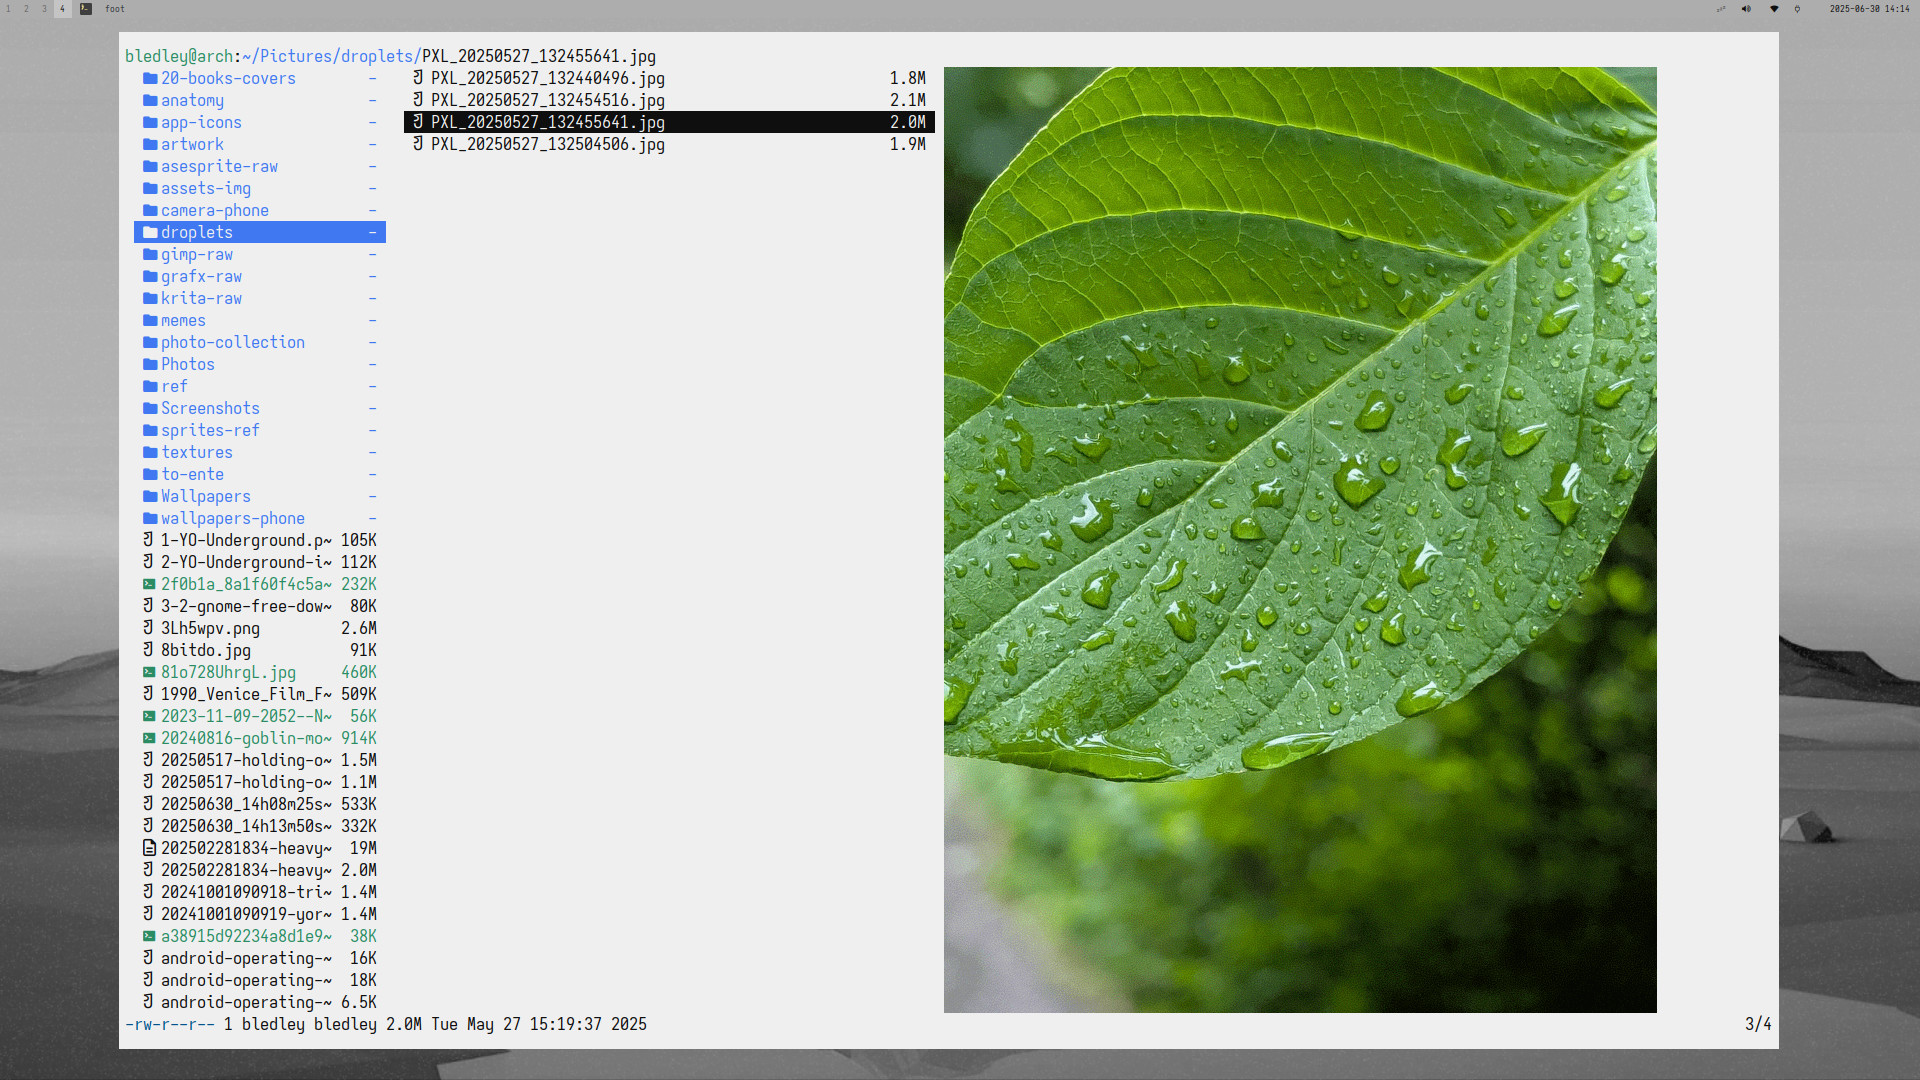 1 2 3 4 foot 2025-06-30 14:14
bledley@arch:~/Pictures/droplets/PXL_20250527_132455641.jpg
20-books-covers -
anatomy -
app-icons -
artwork -
asesprite-raw -
assets-img -
camera-phone -
droplets -
gimp-raw -
grafx-raw -
krita-raw -
memes -
photo-collection -
Photos -
ref -
Screenshots -
sprites-ref -
textures -
to-ente -
Wallpapers -
wallpapers-phone -
1-YO-Underground.p~ 105K
2-YO-Underground-i~ 112K
2f0b1a_8a1f60f4c5a~ 232K
3-2-gnome-free-dow~ 80K
3Lh5wpv.png 2.6M
8bitdo.jpg 91K
81o728UhrgL.jpg 460K
1990_Venice_Film_F~ 509K
2023-11-09-2052--N~ 56K
20240816-goblin-mo~ 914K
20250517-holding-o~ 1.5M
20250517-holding-o~ 1.1M
20250630_14h08m25s~ 533K
20250630_14h13m50s~ 332K
202502281834-heavy~ 19M
202502281834-heavy~ 2.0M
20241001090918-tri~ 1.4M
20241001090919-yor~ 1.4M
a38915d92234a8d1e9~ 38K
android-operating-~ 16K
android-operating-~ 18K
android-operating-~ 6.5K
PXL_20250527_132440496.jpg 1.8M
PXL_20250527_132454516.jpg 2.1M
PXL_20250527_132455641.jpg 2.0M
PXL_20250527_132504506.jpg 1.9M
-rw-r--r-- 1 bledley bledley 2.0M Tue May 27 15:19:37 2025 3/4